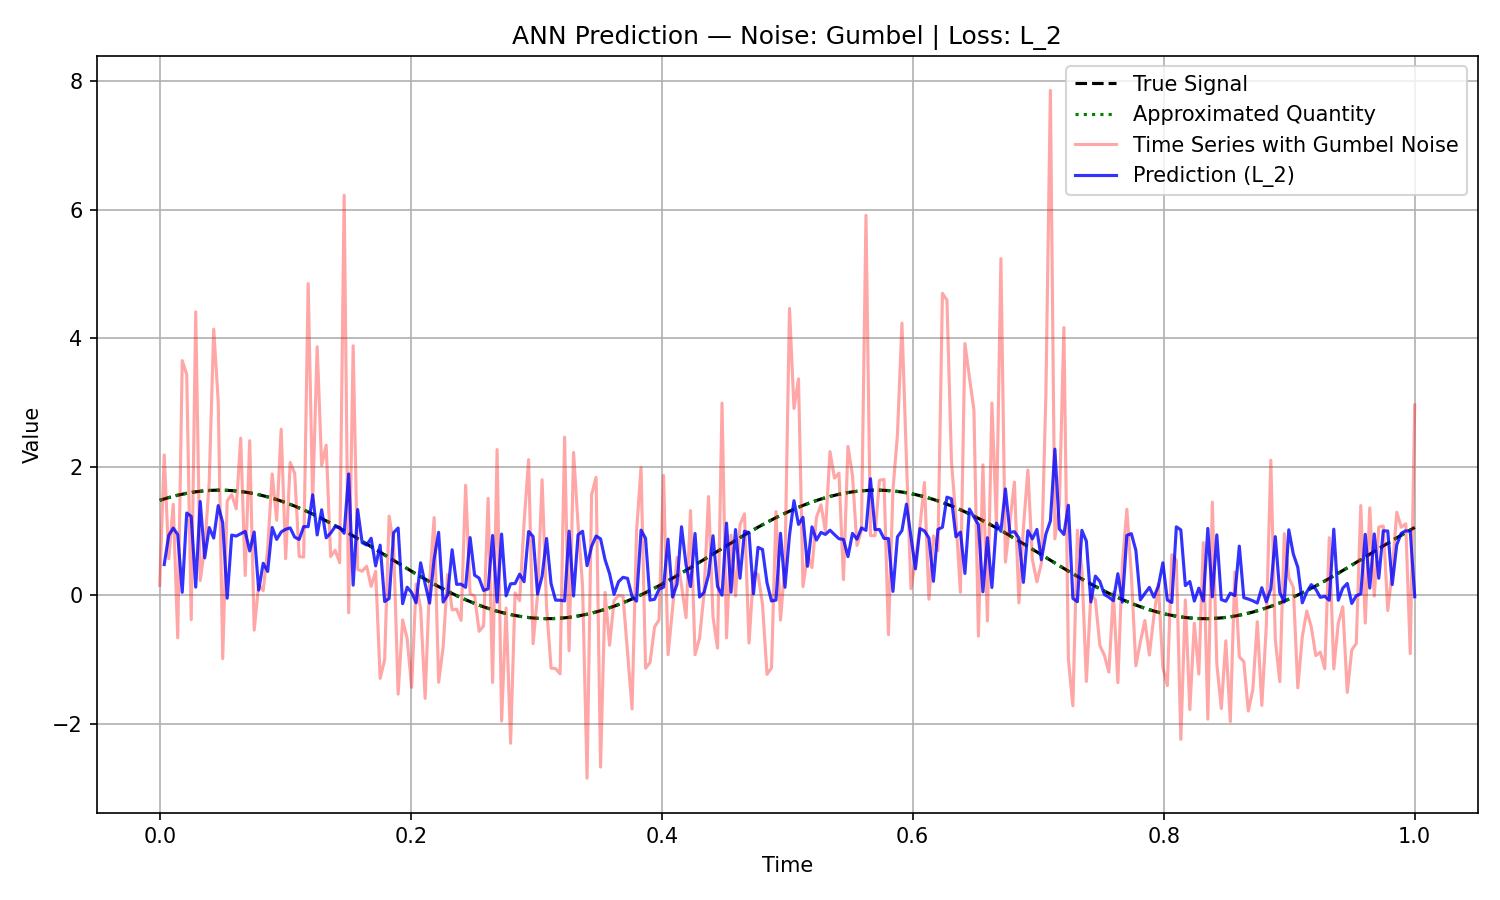 ANN Prediction — Noise: Gumbel | Loss: L_2
True Signal
Approximated Quantity
Time Series with Gumbel Noise
Prediction (L_2)
Value
8
6
4
2
0
−2
0.0 0.2 0.4 0.6 0.8 1.0
Time